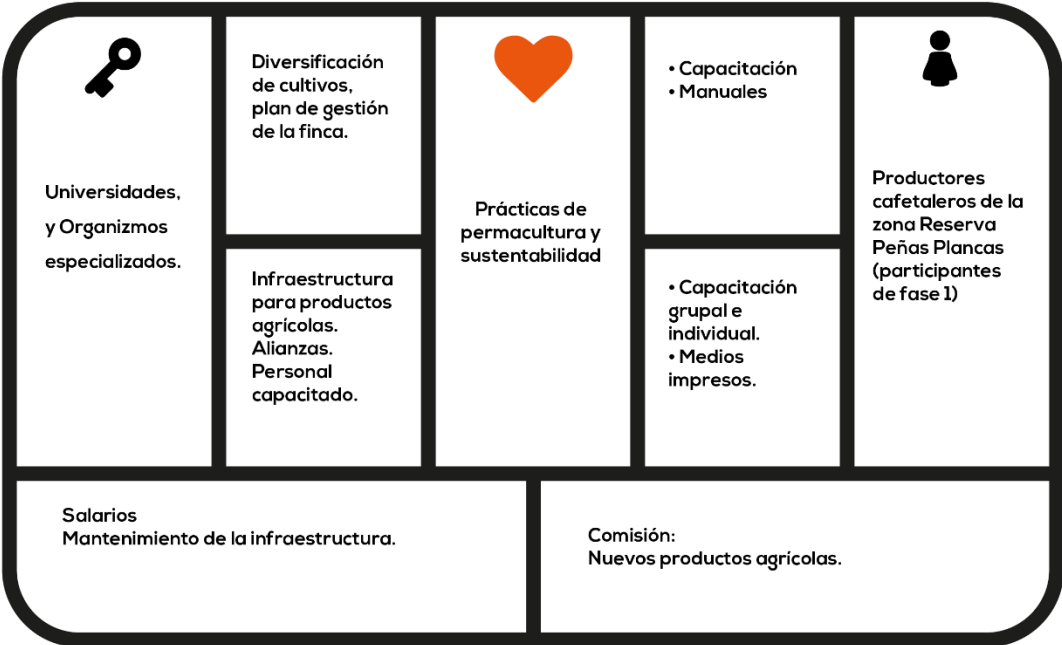 Universidades,
y Organizmos
especializados.
Diversificación
de cultivos,
plan de gestión
de la finca.
Infraestructura
para productos
agrícolas.
Alianzas.
Personal
capacitado.
Prácticas de
permacultura y
sustentabilidad
• Capacitación
• Manuales
• Capacitación
grupal e
individual.
• Medios
impresos.
Productores
cafetaleros de la
zona Reserva
Peñas Plancas
(participantes
de fase 1)
Salarios
Mantenimiento de la infraestructura.
Comisión:
Nuevos productos agrícolas.